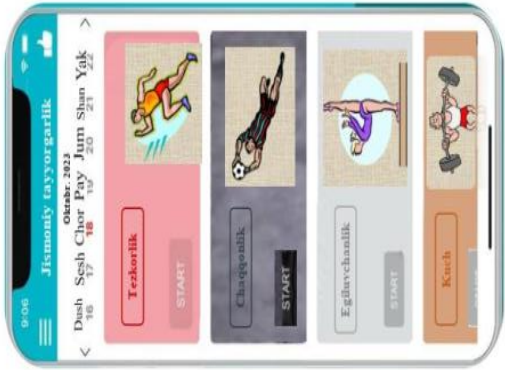 9:06
Jismoniy tayyorgarlik
Oktabr. 2023
Dush Sesh Chor Pay Jum Shan Yak
16 17 18 19 20 21 22
Tezkorlik
START
Chaqqonlik
START
Egiluvchanlik
START
Kuch